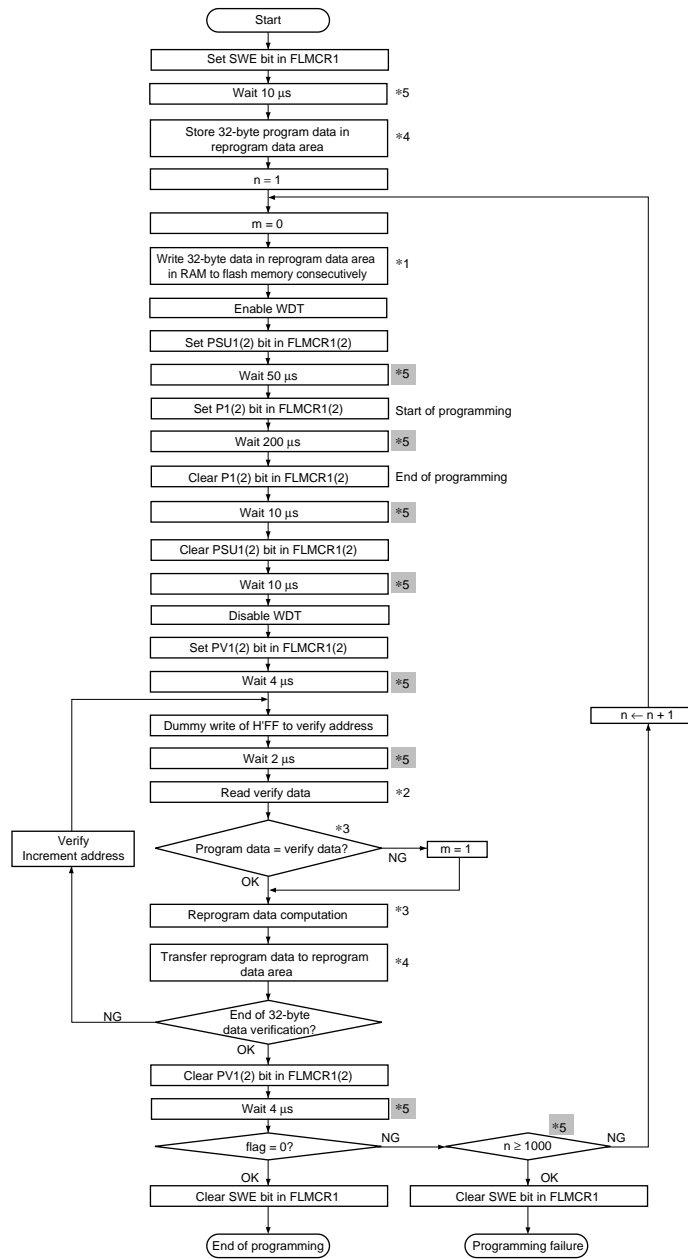 Start
Set SWE bit in FLMCR1
Wait 10 µs
*5
Store 32-byte program data in
reprogram data area
*4
n = 1
m = 0
Write 32-byte data in reprogram data area
in RAM to flash memory consecutively
*1
Enable WDT
Set PSU1(2) bit in FLMCR1(2)
Wait 50 µs
*5
Set P1(2) bit in FLMCR1(2)
Start of programming
Wait 200 µs
*5
Clear P1(2) bit in FLMCR1(2)
End of programming
Wait 10 µs
*5
Clear PSU1(2) bit in FLMCR1(2)
Wait 10 µs
*5
Disable WDT
Set PV1(2) bit in FLMCR1(2)
Wait 4 µs
*5
n ← n + 1
Dummy write of H'FF to verify address
Wait 2 µs
*5
Read verify data
*2
Verify
Increment address
*3
Program data = verify data?
NG
m = 1
OK
Reprogram data computation
*3
Transfer reprogram data to reprogram
data area
*4
NG
End of 32-byte
data verification?
OK
Clear PV1(2) bit in FLMCR1(2)
Wait 4 µs
*5
flag = 0?
NG
*5
n ≥ 1000
NG
OK
OK
Clear SWE bit in FLMCR1
Clear SWE bit in FLMCR1
End of programming
Programming failure